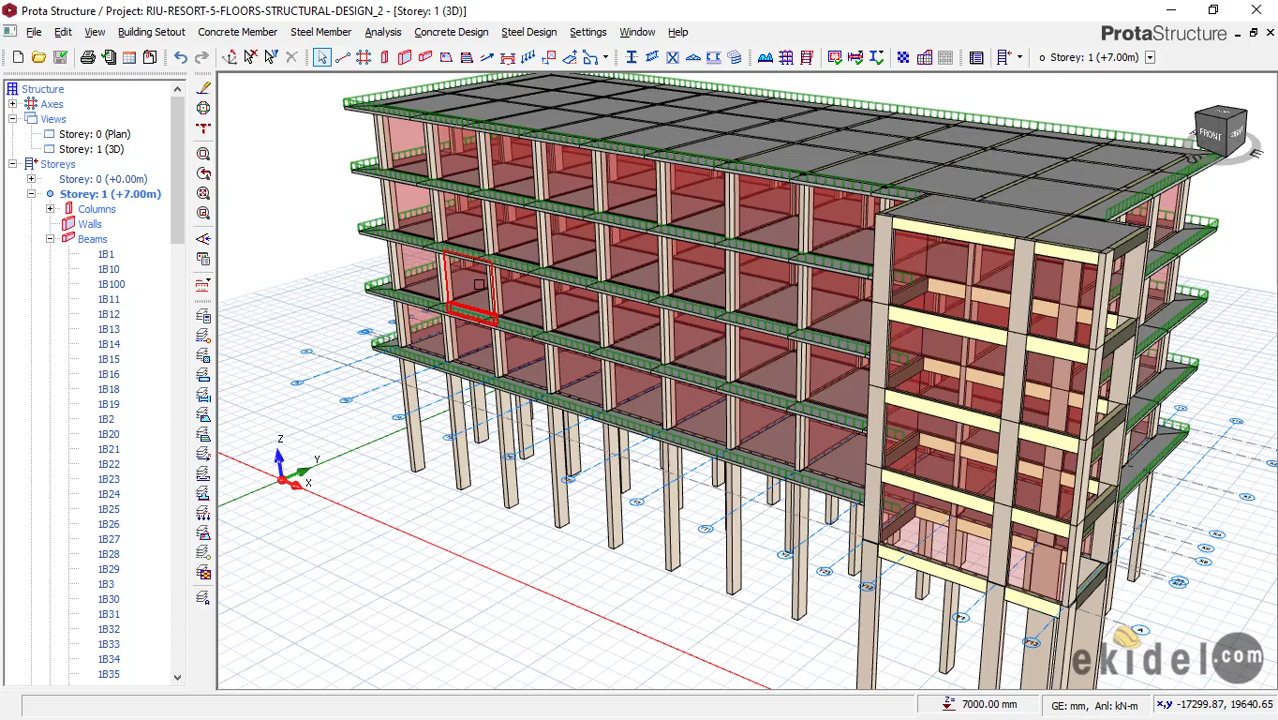 Prota Structure / Project: RIU-RESORT-5-FLOORS-STRUCTURAL-DESIGN_2 - [Storey: 1 (3D)]
File Edit View Building Setout Concrete Member Steel Member Analysis Concrete Design Steel Design Settings Window Help
ProtaStructure
Storey: 1 (+7.00m)
Structure
Axes
Views
Storey: 0 (Plan)
Storey: 1 (3D)
Storeys
Storey: 0 (+0.00m)
Storey: 1 (+7.00m)
Columns
Walls
Beams
1B1
1B10
1B100
1B11
1B12
1B13
1B14
1B15
1B16
1B18
1B19
1B2
1B20
1B21
1B22
1B23
1B24
1B25
1B26
1B27
1B28
1B29
1B3
1B30
1B31
1B32
1B33
1B34
1B35
FRONT
Z
Y
X
ekidel.com
Z= 7000.00 mm
GE: mm, Anl: kN-m
x,y -17299.87, 19640.65